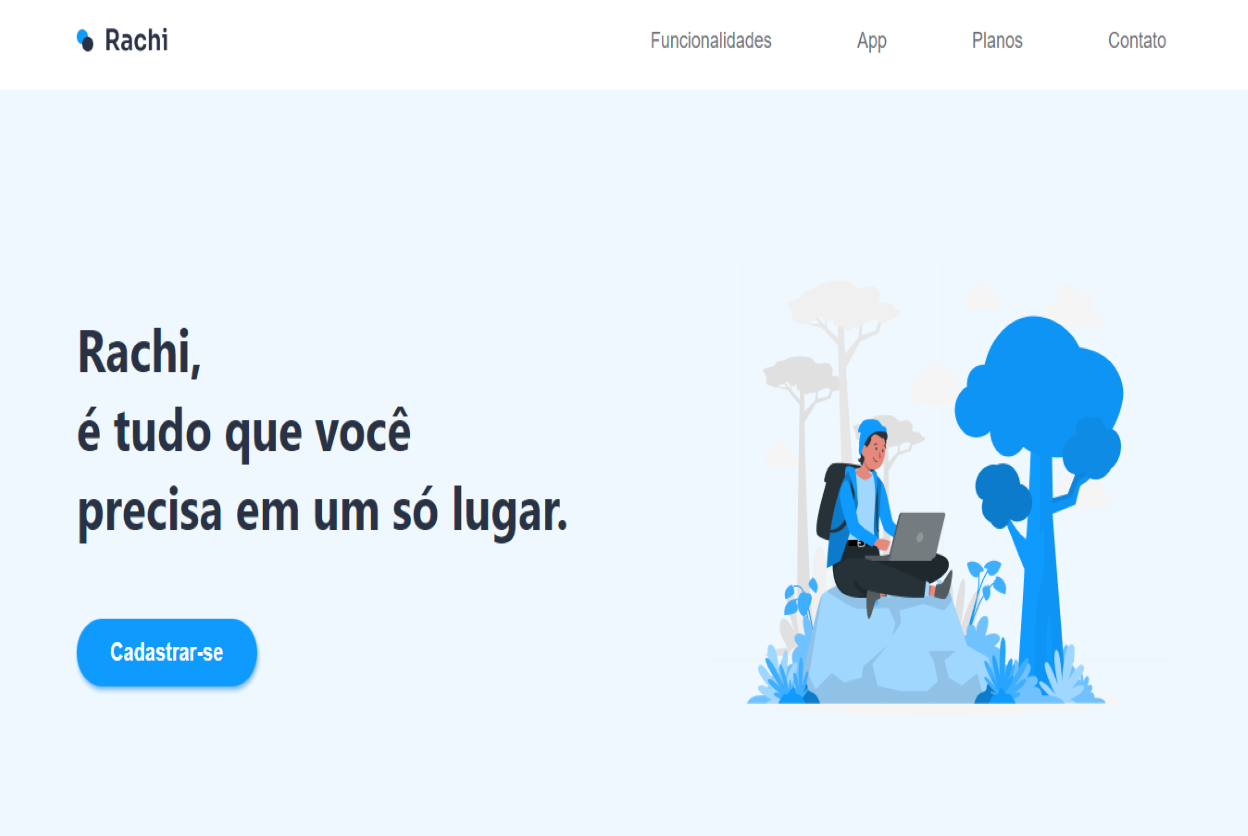 Rachi
Funcionalidades
App
Planos
Contato
Rachi,
é tudo que você
precisa em um só lugar.
Cadastrar-se